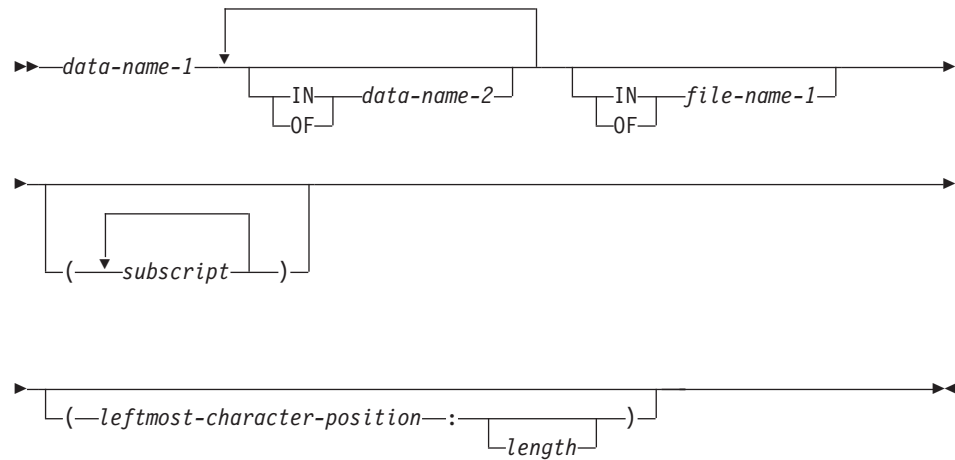 data-name-1
IN data-name-2 IN file-name-1
OF OF
( subscript )
( leftmost-character-position : )
length